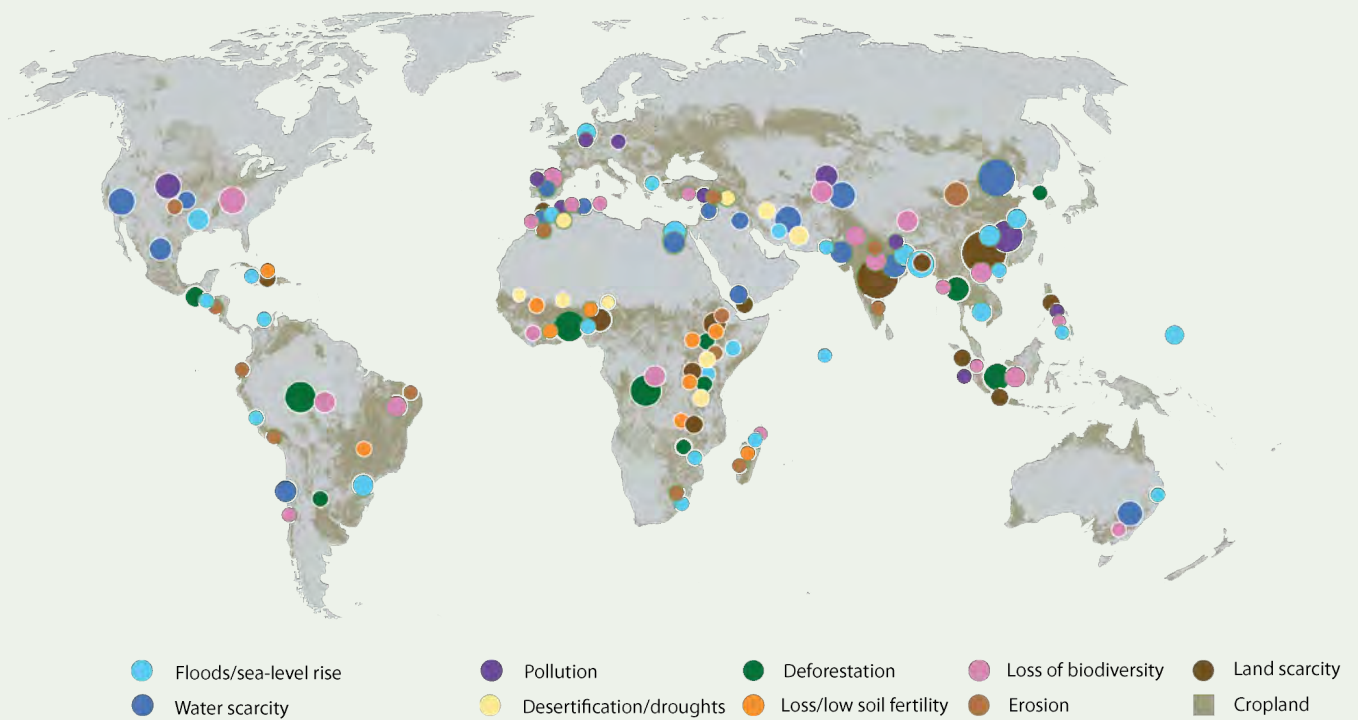 Floods/sea-level rise
Pollution
Deforestation
Loss of biodiversity
Land scarcity
Water scarcity
Desertification/droughts
Loss/low soil fertility
Erosion
Cropland